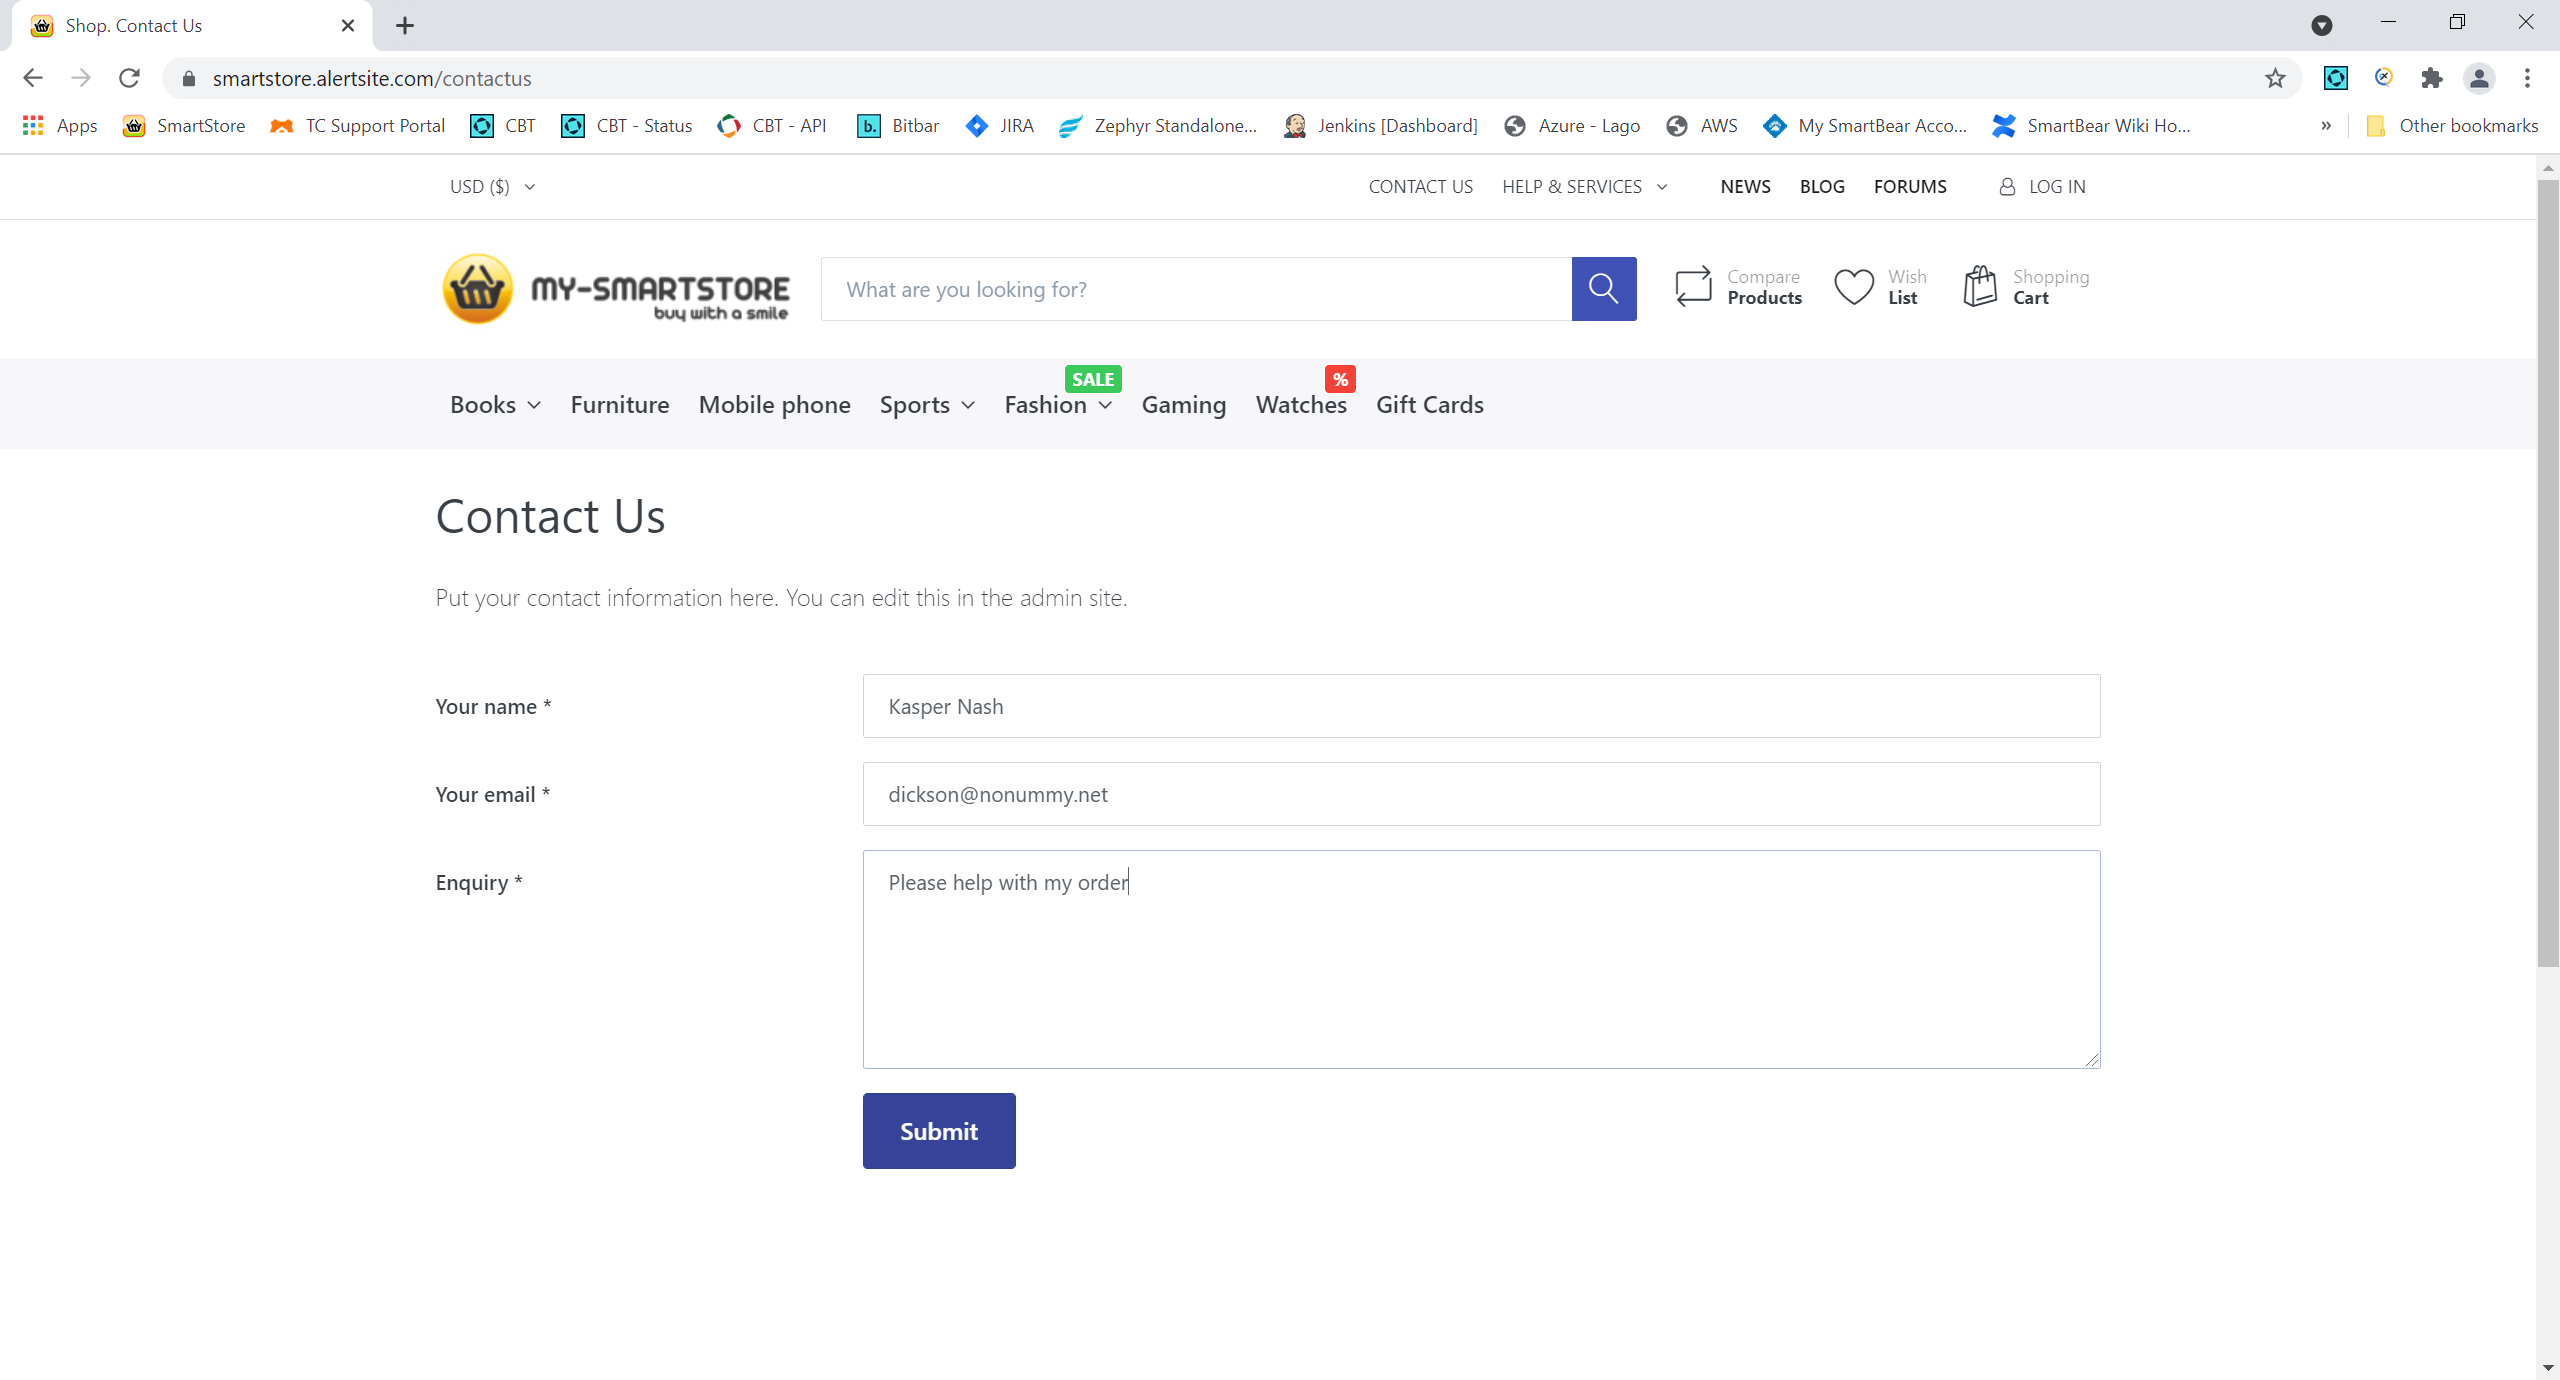 Shop. Contact Us
smartstore.alertsite.com/contactus
Apps SmartStore TC Support Portal CBT CBT - Status CBT - API b. Bitbar JIRA Zephyr Standalone... Jenkins [Dashboard] Azure - Lago AWS My SmartBear Acco... SmartBear Wiki Ho... » Other bookmarks
USD ($) CONTACT US HELP & SERVICES NEWS BLOG FORUMS LOG IN
MY-SMARTSTORE
buy with a smile
What are you looking for?
Compare
Products
Wish
List
Shopping
Cart
SALE %
Books Furniture Mobile phone Sports Fashion Gaming Watches Gift Cards
Contact Us
Put your contact information here. You can edit this in the admin site.
Your name * Kasper Nash
Your email * dickson@nonummy.net
Enquiry * Please help with my order
Submit